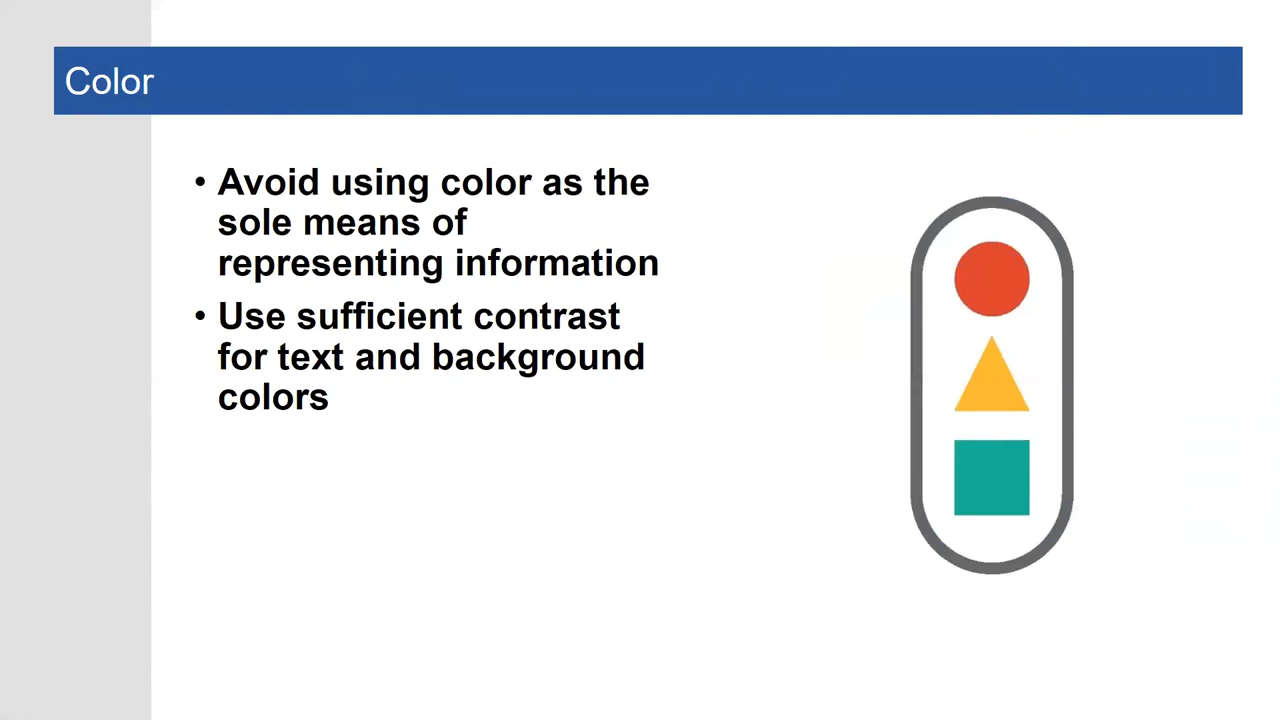 Color
• Avoid using color as the
sole means of
representing information
• Use sufficient contrast
for text and background
colors